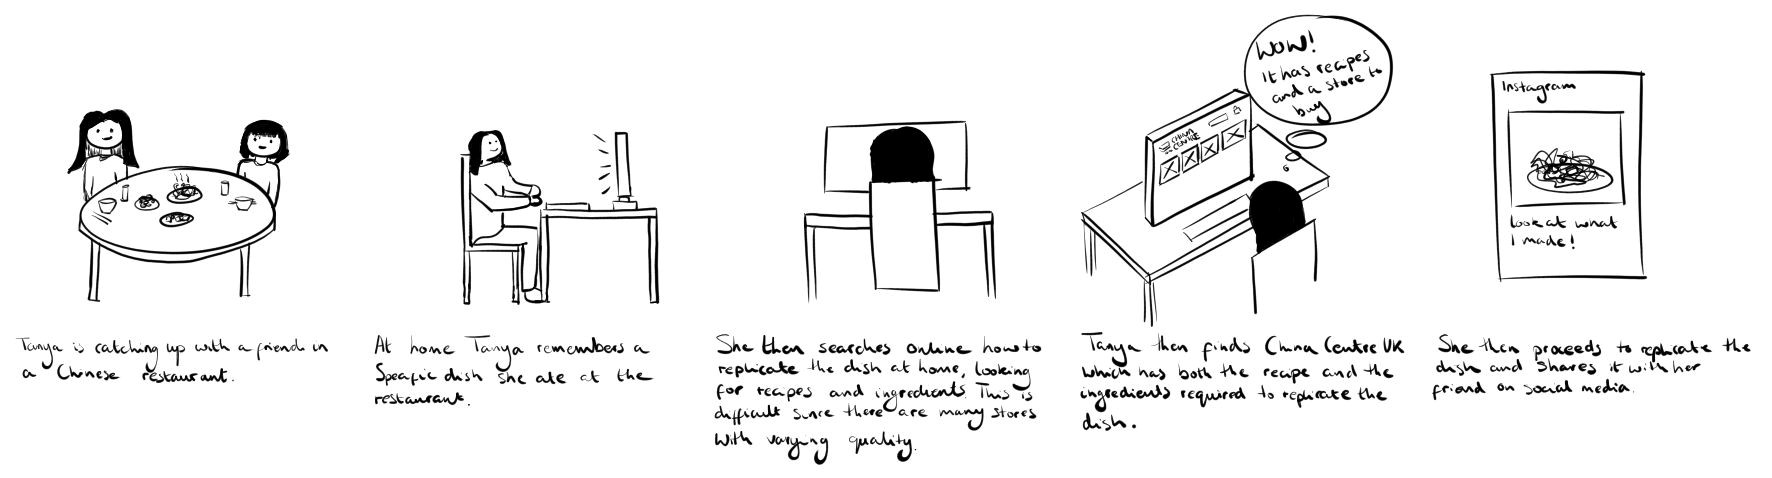 Tanya is catching up with a friend in
a Chinese restaurant.
At home Tanya remembers a
Specific dish she ate at the
restaurant.
She then searches online how to
replicate the dish at home, looking
for recipes and ingredients. This is
difficult since there are many stores
with varying quality.
WOW!
it has recipes
and a store to
buy
CHINA
CENTRE
Tanya then finds China Centre UK
which has both the recipe and the
ingredients required to replicate the
dish.
Instagram
look at what
I made!
She then proceeds to replicate the
dish and shares it with her
friend on social media.